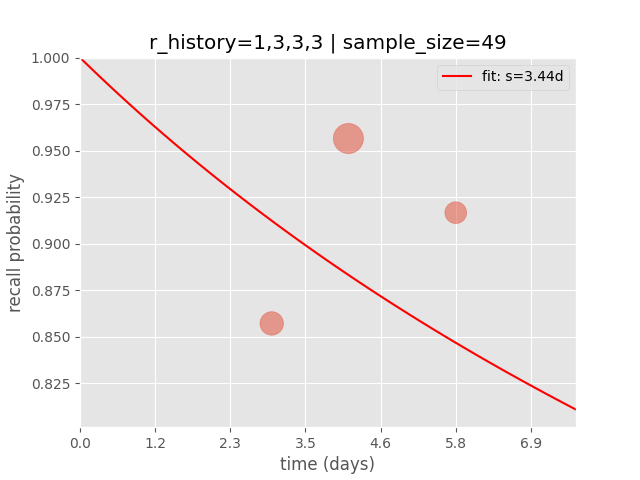 r_history=1,3,3,3 | sample_size=49
fit: s=3.44d
recall probability
1.000
0.975
0.950
0.925
0.900
0.875
0.850
0.825
0.0 1.2 2.3 3.5 4.6 5.8 6.9
time (days)